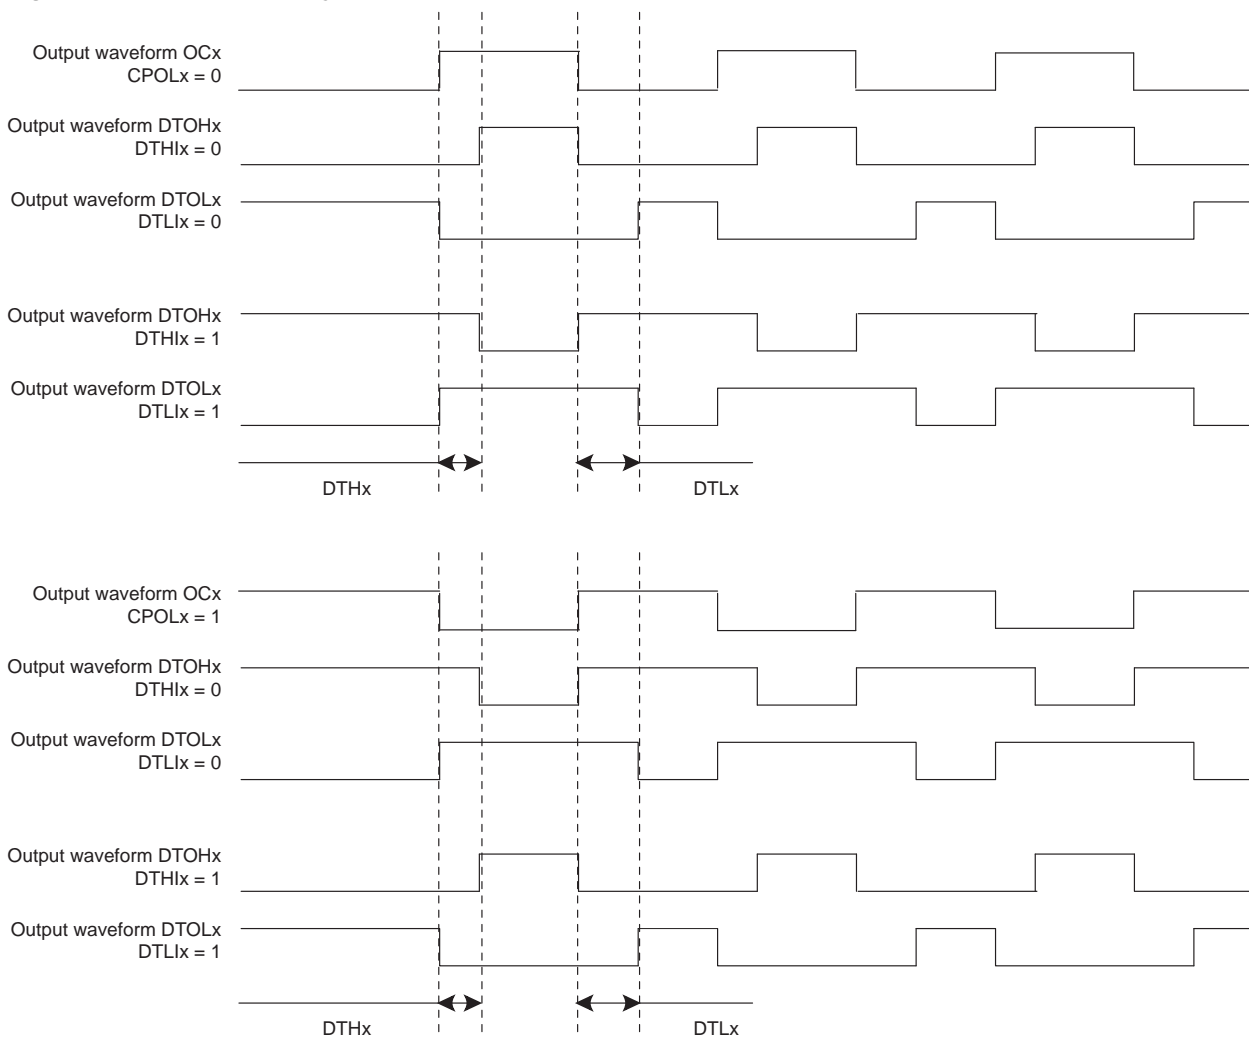 Output waveform OCx
CPOLx = 0
Output waveform DTOHx
DTHIx = 0
Output waveform DTOLx
DTLIx = 0
Output waveform DTOHx
DTHIx = 1
Output waveform DTOLx
DTLIx = 1
DTHx DTLx
Output waveform OCx
CPOLx = 1
Output waveform DTOHx
DTHIx = 0
Output waveform DTOLx
DTLIx = 0
Output waveform DTOHx
DTHIx = 1
Output waveform DTOLx
DTLIx = 1
DTHx DTLx